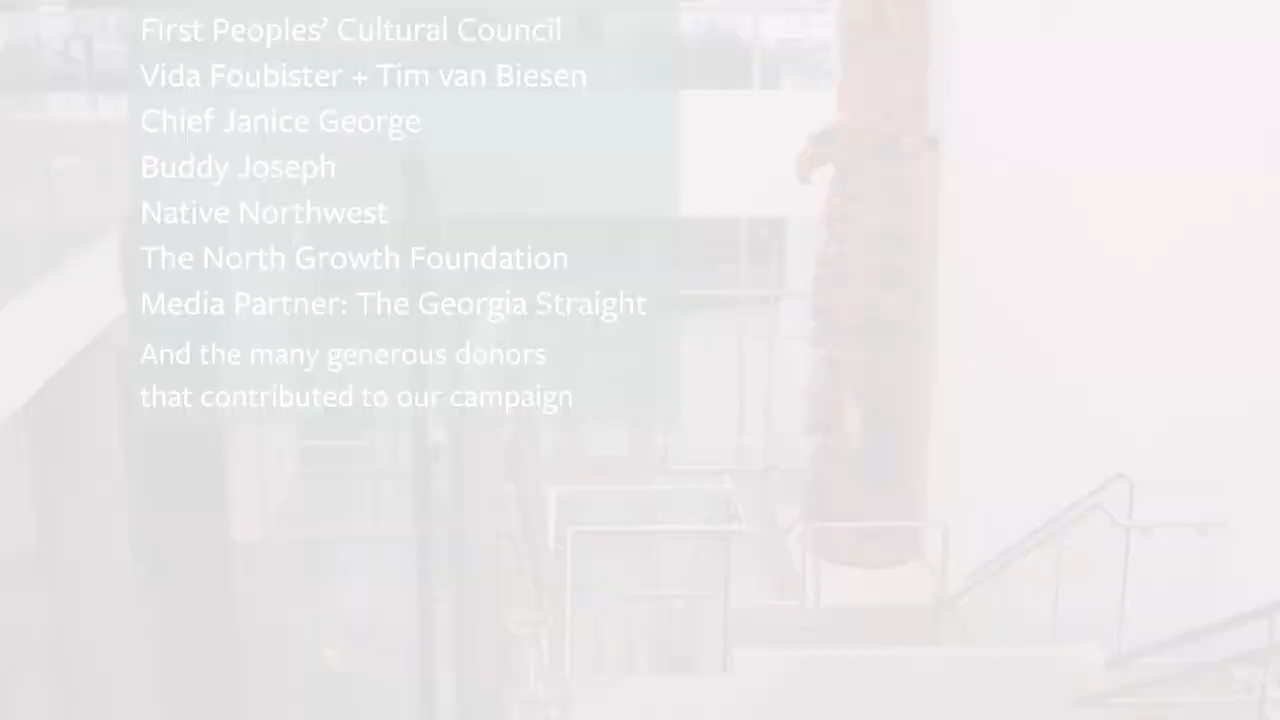 First Peoples’ Cultural Council
Vida Foubister + Tim van Biesen
Chief Janice George
Buddy Joseph
Native Northwest
The North Growth Foundation
Media Partner: The Georgia Straight
And the many generous donors
that contributed to our campaign